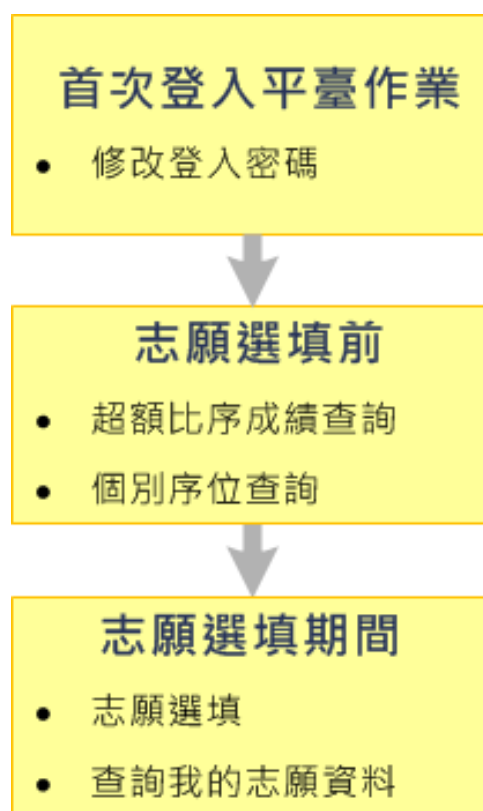 首次登入平臺作業
● 修改登入密碼
志願選填前
● 超額比序成績查詢
● 個別序位查詢
志願選填期間
● 志願選填
● 查詢我的志願資料